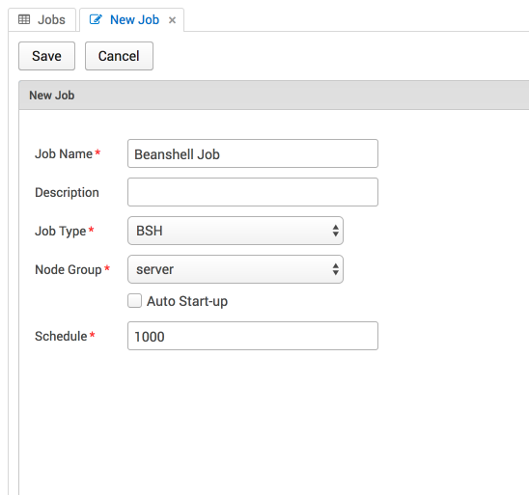 Jobs New Job ×
Save Cancel
New Job
Job Name* Beanshell Job
Description
Job Type* BSH
Node Group* server
Auto Start-up
Schedule* 1000